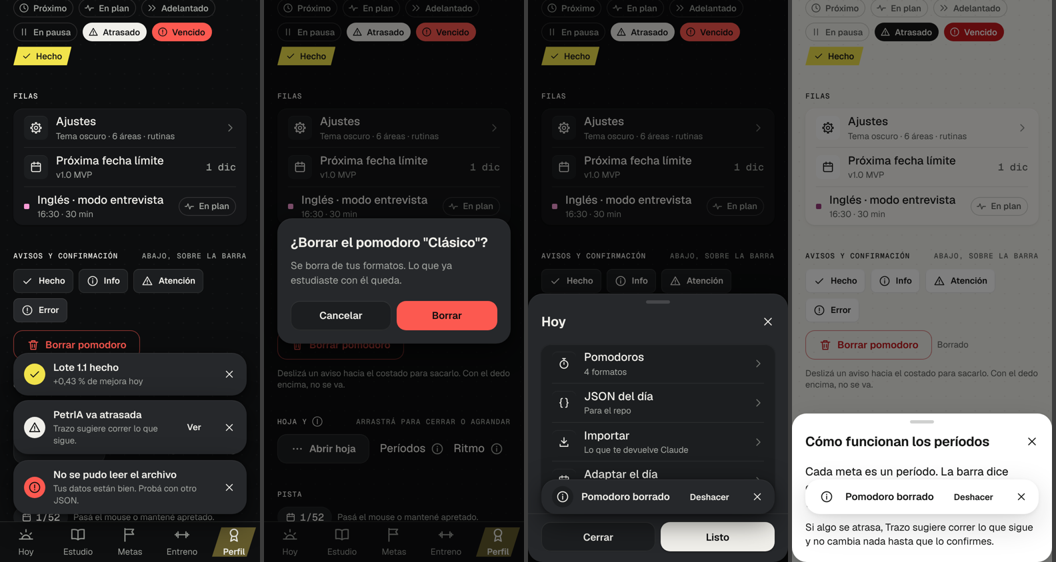 Próximo
En plan
Adelantado
En pausa
Atrasado
Vencido
Hecho
FILAS
Ajustes
Tema oscuro · 6 áreas · rutinas
Próxima fecha límite
v1.0 MVP
1 dic
Inglés · modo entrevista
16:30 · 30 min
En plan
AVISOS Y CONFIRMACIÓN
ABAJO, SOBRE LA BARRA
Hecho
Info
Atención
Error
Borrar pomodoro
Lote 1.1 hecho
+0,43 % de mejora hoy
PetrIA va atrasada
Trazo sugiere correr lo que
sigue.
Ver
No se pudo leer el archivo
Tus datos están bien. Probá con otro
JSON.
1/52
Pasá el mouse o mantené apretado.
Hoy
Estudio
Metas
Entreno
Perfil
Próximo
En plan
Adelantado
En pausa
Atrasado
Vencido
Hecho
FILAS
Ajustes
Tema oscuro · 6 áreas · rutinas
Próxima fecha límite
v1.0 MVP
1 dic
Inglés · modo entrevista
16:30 · 30 min
En plan
¿Borrar el pomodoro "Clásico"?
Se borra de tus formatos. Lo que ya
estudiaste con él queda.
Cancelar
Borrar
Borrar pomodoro
Deslizá un aviso hacia el costado para sacarlo. Con el dedo
encima, no se va.
HOJA Y
ARRASTRÁ PARA CERRAR O AGRANDAR
Abrir hoja
Períodos
Ritmo
PISTA
1/52
Pasá el mouse o mantené apretado.
Hoy
Estudio
Metas
Entreno
Perfil
Próximo
En plan
Adelantado
En pausa
Atrasado
Vencido
Hecho
FILAS
Ajustes
Tema oscuro · 6 áreas · rutinas
Próxima fecha límite
v1.0 MVP
1 dic
Inglés · modo entrevista
16:30 · 30 min
En plan
AVISOS Y CONFIRMACIÓN
ABAJO, SOBRE LA BARRA
Hecho
Info
Atención
Hoy
Pomodoros
4 formatos
JSON del día
Para el repo
Importar
Lo que te devuelve Claude
Adaptar el día
Pomodoro borrado
Deshacer
Cerrar
Listo
Próximo
En plan
Adelantado
En pausa
Atrasado
Vencido
Hecho
FILAS
Ajustes
Tema oscuro · 6 áreas · rutinas
Próxima fecha límite
v1.0 MVP
1 dic
Inglés · modo entrevista
16:30 · 30 min
En plan
AVISOS Y CONFIRMACIÓN
ABAJO, SOBRE LA BARRA
Hecho
Info
Atención
Error
Borrar pomodoro
Borrado
Deslizá un aviso hacia el costado para sacarlo. Con el dedo
encima, no se va.
Cómo funcionan los períodos
Cada meta es un período. La barra dice
Pomodoro borrado
Deshacer
Si algo se atrasa, Trazo sugiere correr lo que sigue
y no cambia nada hasta que lo confirmes.